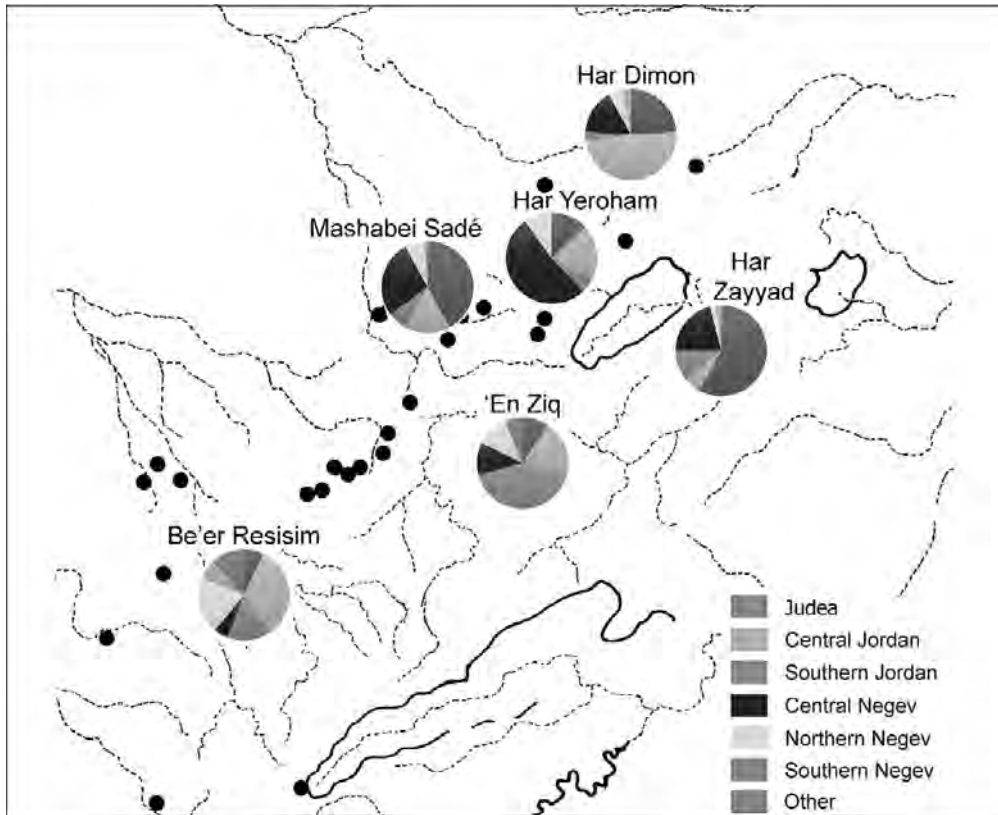 Har Dimon
Har Yeroham
Mashabei Sadé
Har
Zayyad
'En Ziq
Be'er Resisim
Judea
Central Jordan
Southern Jordan
Central Negev
Northern Negev
Southern Negev
Other